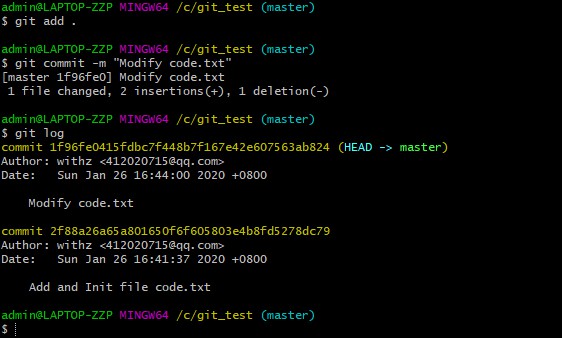 admin@LAPTOP-ZZP MINGW64 /c/git_test (master)
$ git add .
admin@LAPTOP-ZZP MINGW64 /c/git_test (master)
$ git commit -m "Modify code.txt"
[master 1f96fe0] Modify code.txt
1 file changed, 2 insertions(+), 1 deletion(-)
admin@LAPTOP-ZZP MINGW64 /c/git_test (master)
$ git log
commit 1f96fe0415fdbc7f448b7f167e42e607563ab824 (HEAD -> master)
Author: withz <412020715@qq.com>
Date:   Sun Jan 26 16:44:00 2020 +0800
Modify code.txt
commit 2f88a26a65a801650f6f605803e4b8fd5278dc79
Author: withz <412020715@qq.com>
Date:   Sun Jan 26 16:41:37 2020 +0800
Add and Init file code.txt
admin@LAPTOP-ZZP MINGW64 /c/git_test (master)
$